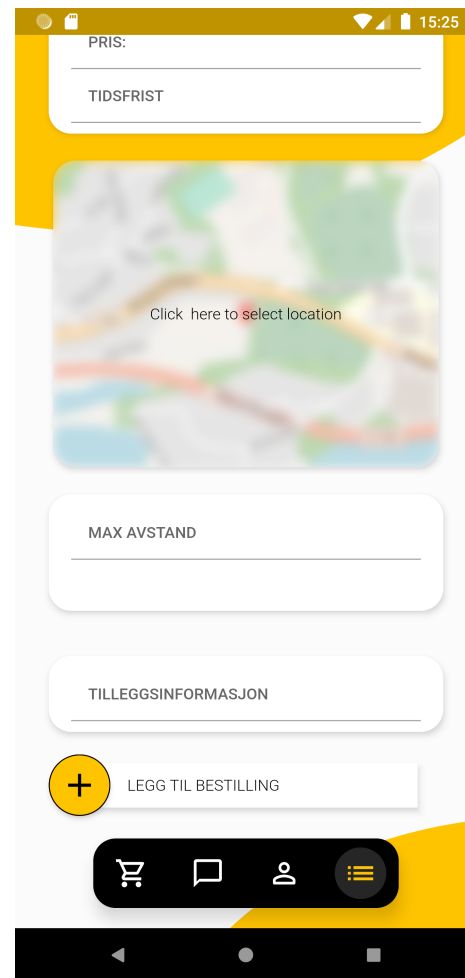 15:25
PRIS:
TIDSFRIST
Click  here to select location
MAX AVSTAND
TILLEGGSINFORMASJON
LEGG TIL BESTILLING